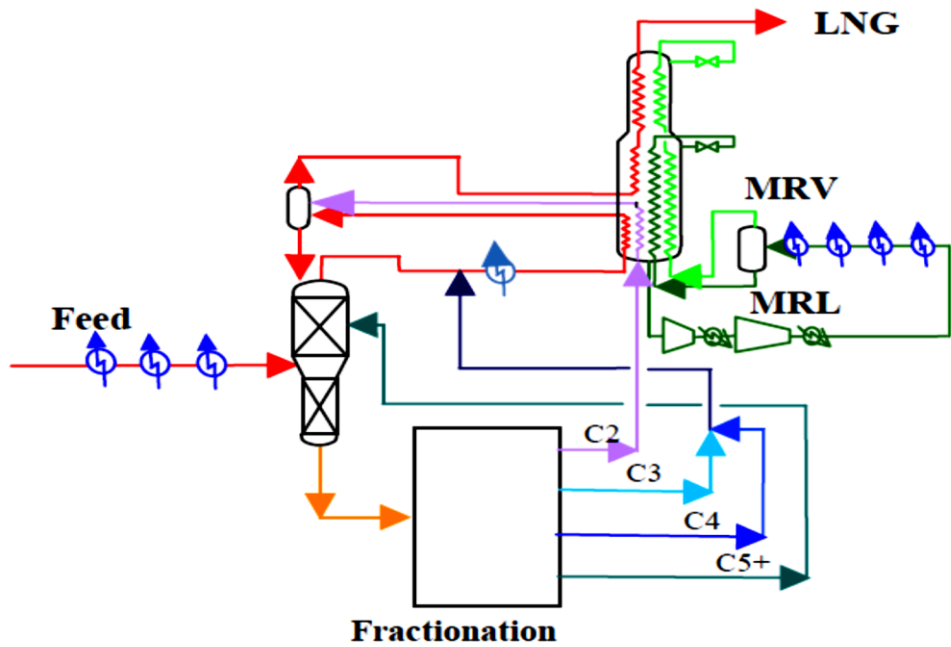 LNG
MRV
MRL
Feed
C2
C3
C4
C5+
Fractionation